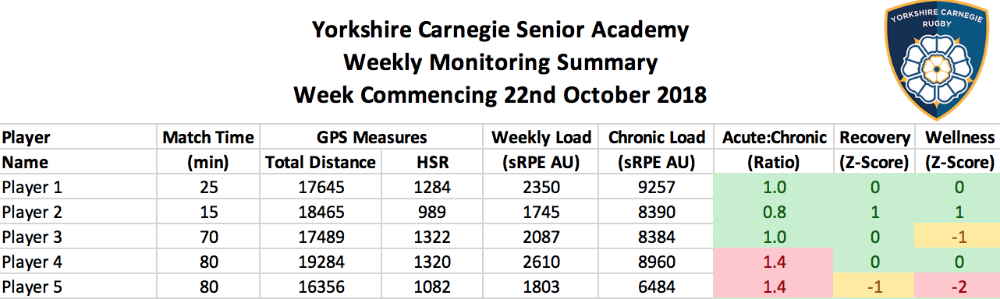 Yorkshire Carnegie Senior Academy
Weekly Monitoring Summary
Week Commencing 22nd October 2018
YORKSHIRE CARNEGIE
RUGBY
Player Match Time GPS Measures Weekly Load Chronic Load Acute:Chronic Recovery Wellness
Name (min) Total Distance HSR (sRPE AU) (sRPE AU) (Ratio) (Z-Score) (Z-Score)
Player 1 25 17645 1284 2350 9257 1.0 0 0
Player 2 15 18465 989 1745 8390 0.8 1 1
Player 3 70 17489 1322 2087 8384 1.0 0 -1
Player 4 80 19284 1320 2610 8960 1.4 0 0
Player 5 80 16356 1082 1803 6484 1.4 -1 -2